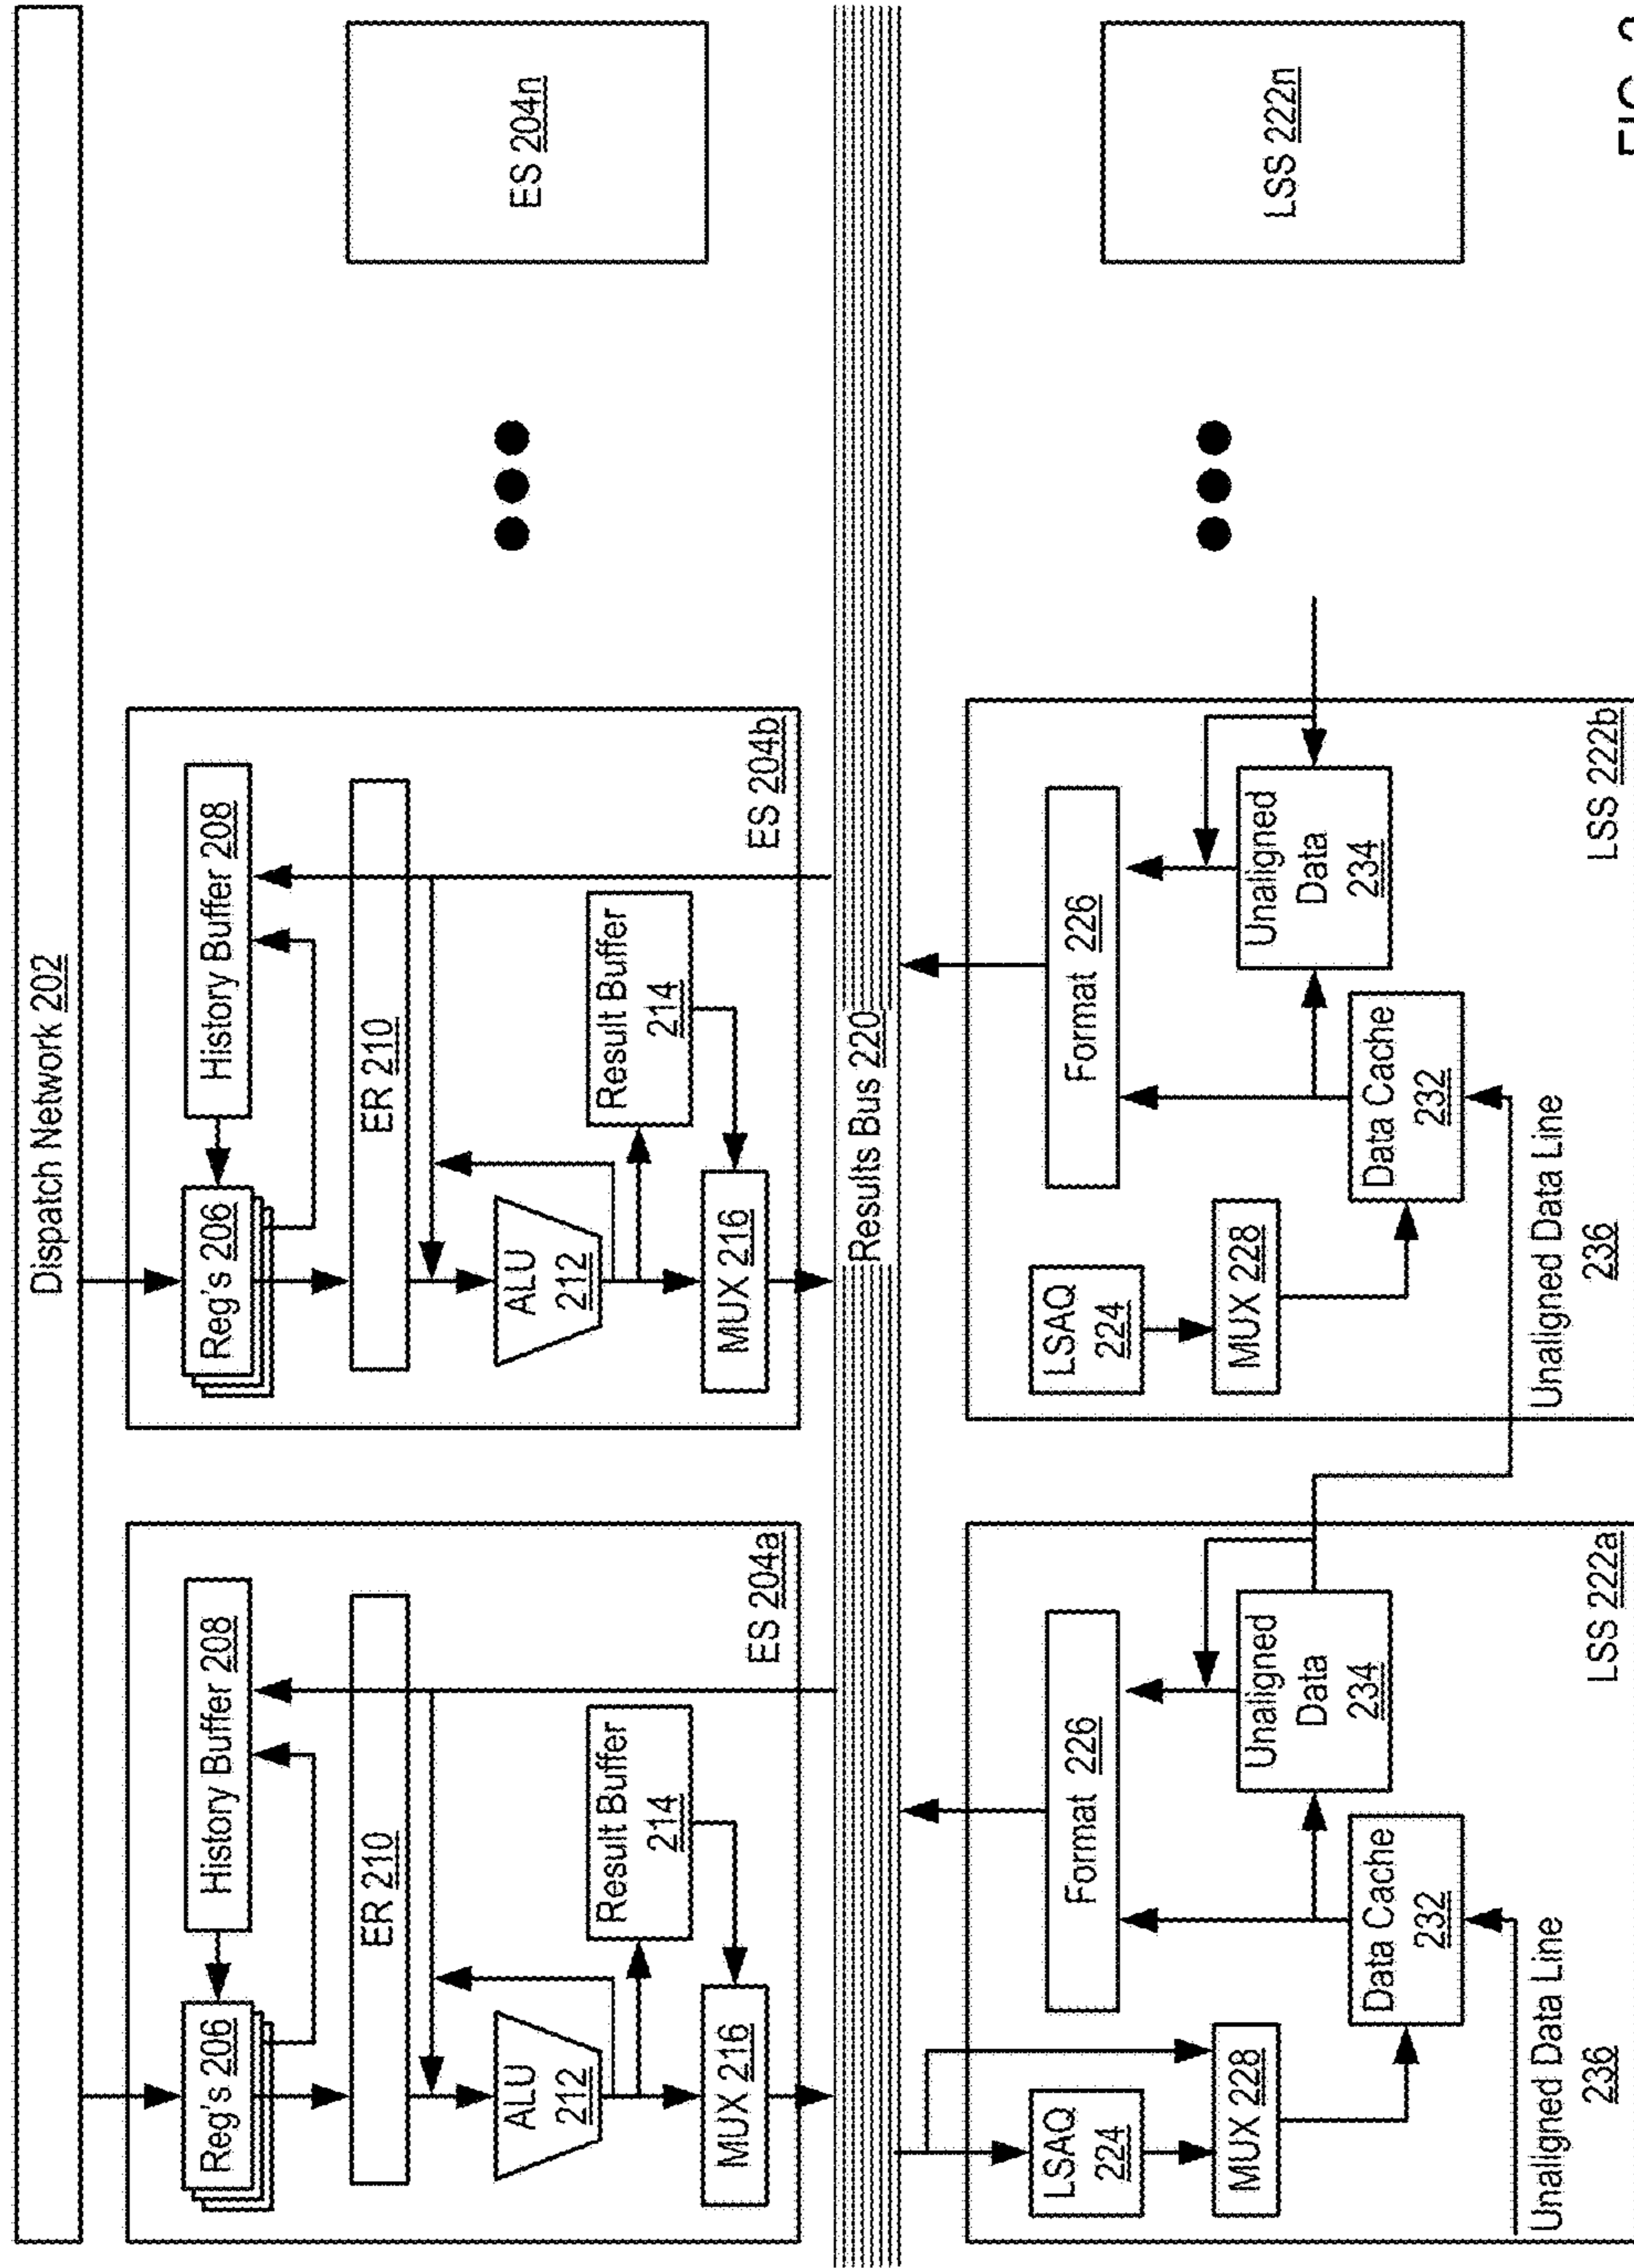 Dispatch Network 202
Reg's 206
History Buffer 208
ER 210
ALU
212
Result Buffer
214
MUX 216
ES 204a
Reg's 206
History Buffer 208
ER 210
ALU
212
Result Buffer
214
MUX 216
ES 204b
ES 204n
Results Bus 220
LSAQ
224
MUX 228
Format 226
Data Cache
232
Unaligned
Data
234
Unaligned Data Line
236
LSS 222a
LSAQ
224
MUX 228
Format 226
Data Cache
232
Unaligned
Data
234
Unaligned Data Line
236
LSS 222b
LSS 222n